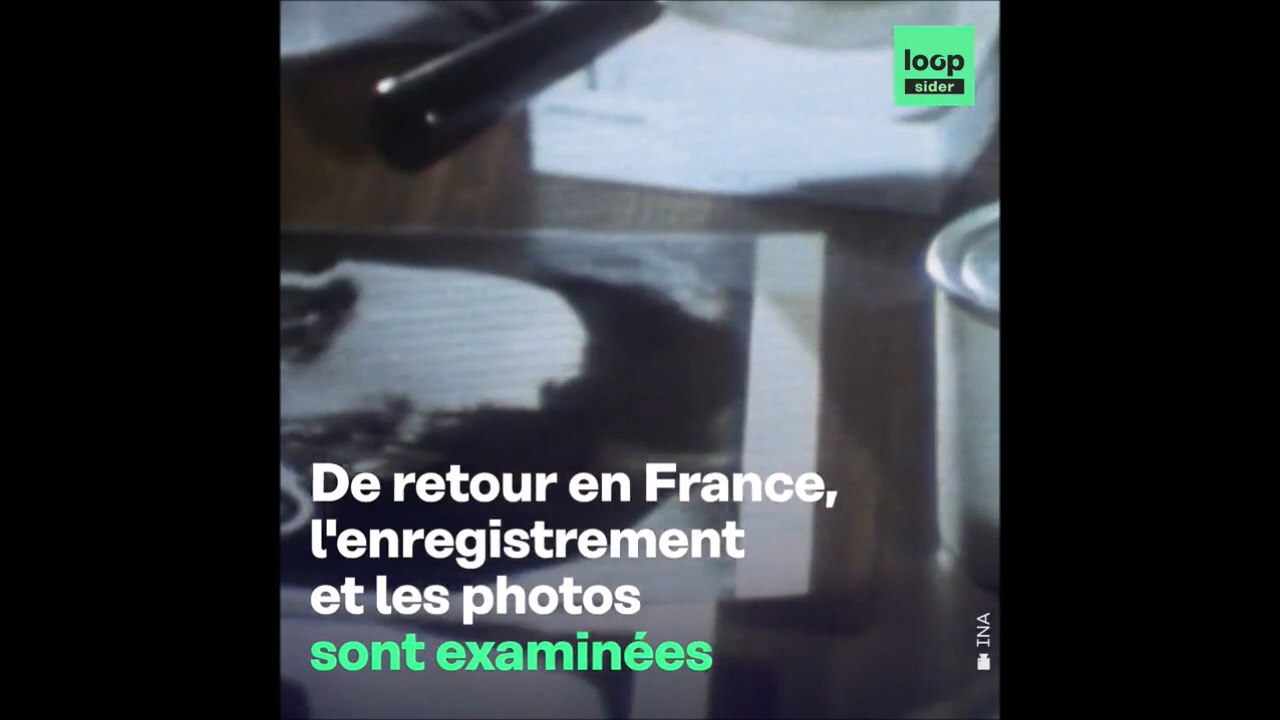 loop
sider
De retour en France,
l'enregistrement
et les photos
sont examinées
INA